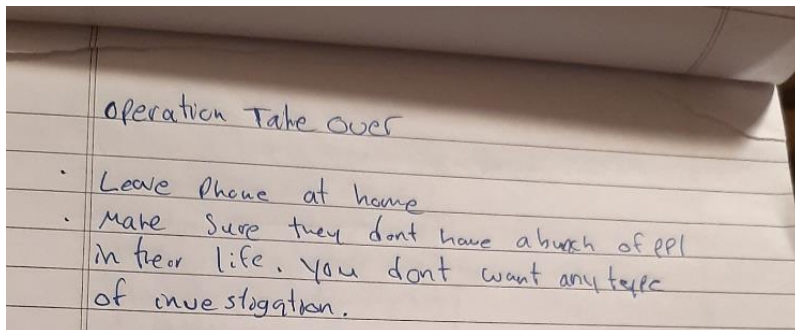 Operation Take over
. Leave Phone at home
. Make Sure they dont have a bunch of ppl
in their life. you dont want any type
of investogation.